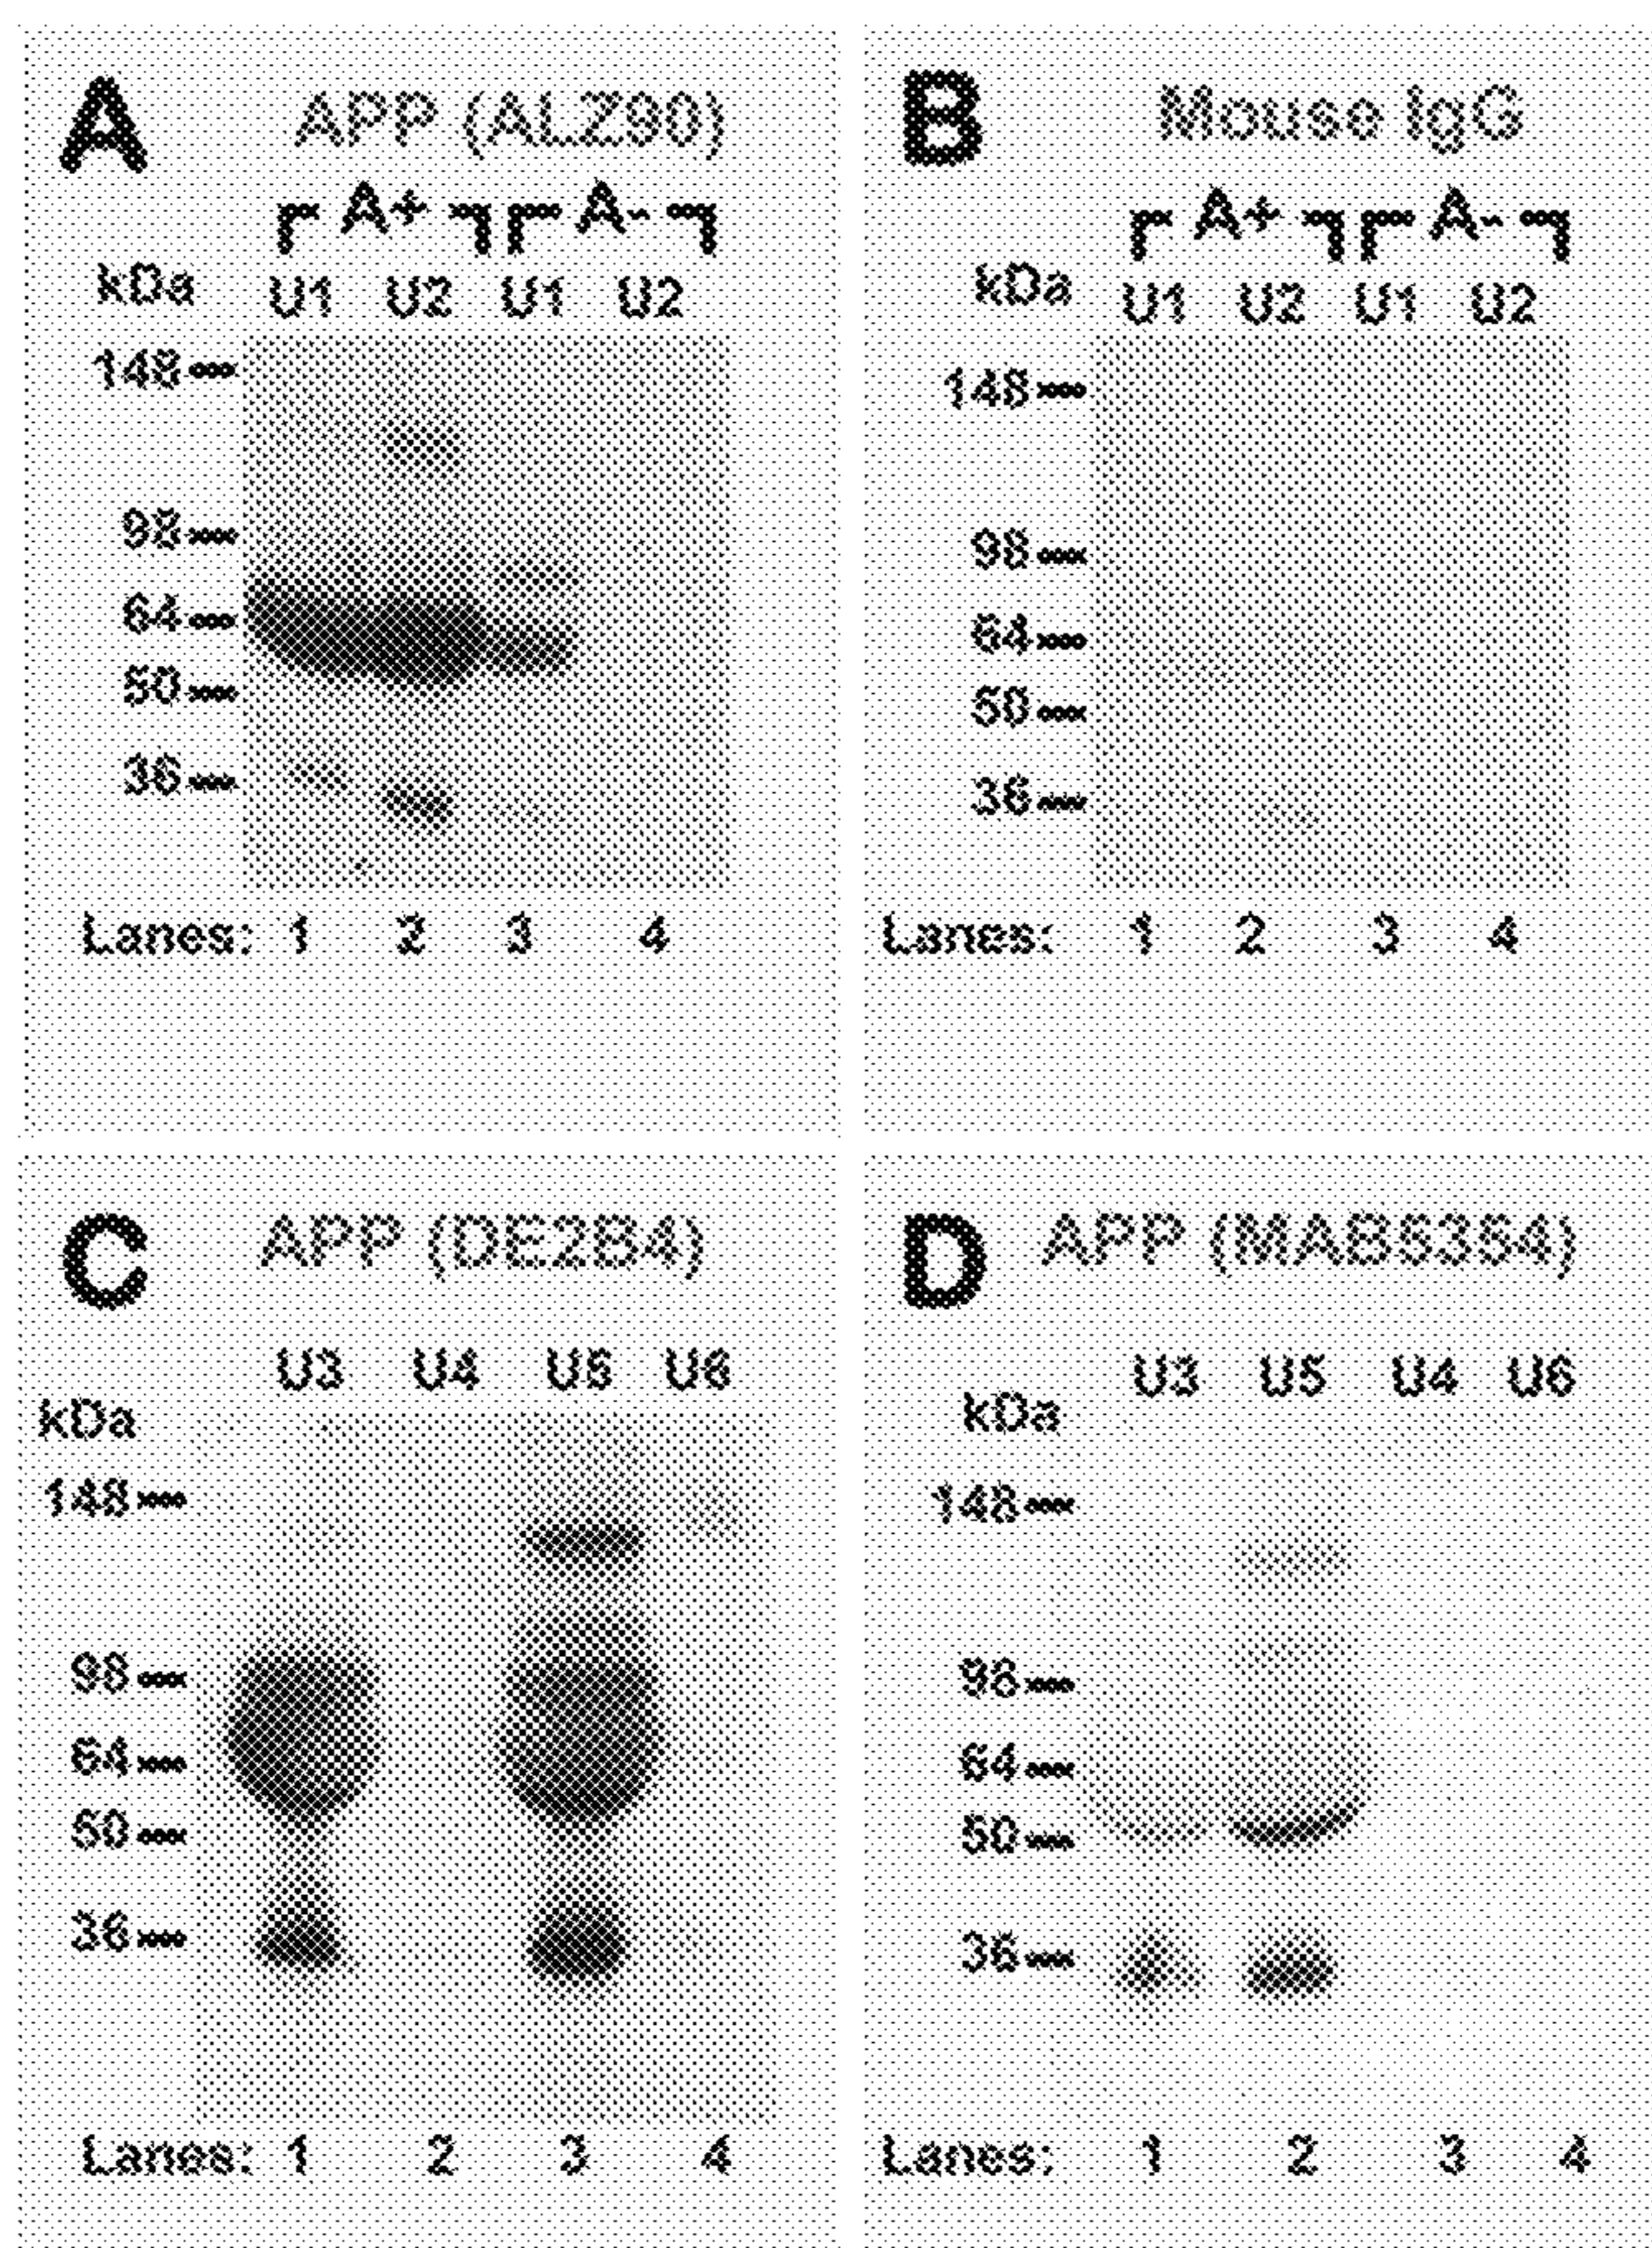 A APP (ALZ90)
A+ A-
kDa U1 U2 U1 U2
148
98
64
50
36
Lanes: 1 2 3 4
B Mouse IgG
A+ A-
kDa U1 U2 U1 U2
148
98
64
50
36
Lanes: 1 2 3 4
C APP (DE2B4)
U3 U4 U5 U6
kDa
148
98
64
50
36
Lanes: 1 2 3 4
D APP (MAB5354)
U3 U5 U4 U6
kDa
148
98
64
50
36
Lanes: 1 2 3 4